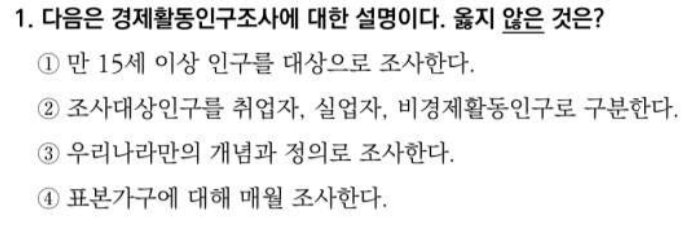 1. 다음은 경제활동인구조사에 대한 설명이다. 옳지 않은 것은?
① 만 15세 이상 인구를 대상으로 조사한다.
② 조사대상인구를 취업자, 실업자, 비경제활동인구로 구분한다.
③ 우리나라만의 개념과 정의로 조사한다.
④ 표본가구에 대해 매월 조사한다.